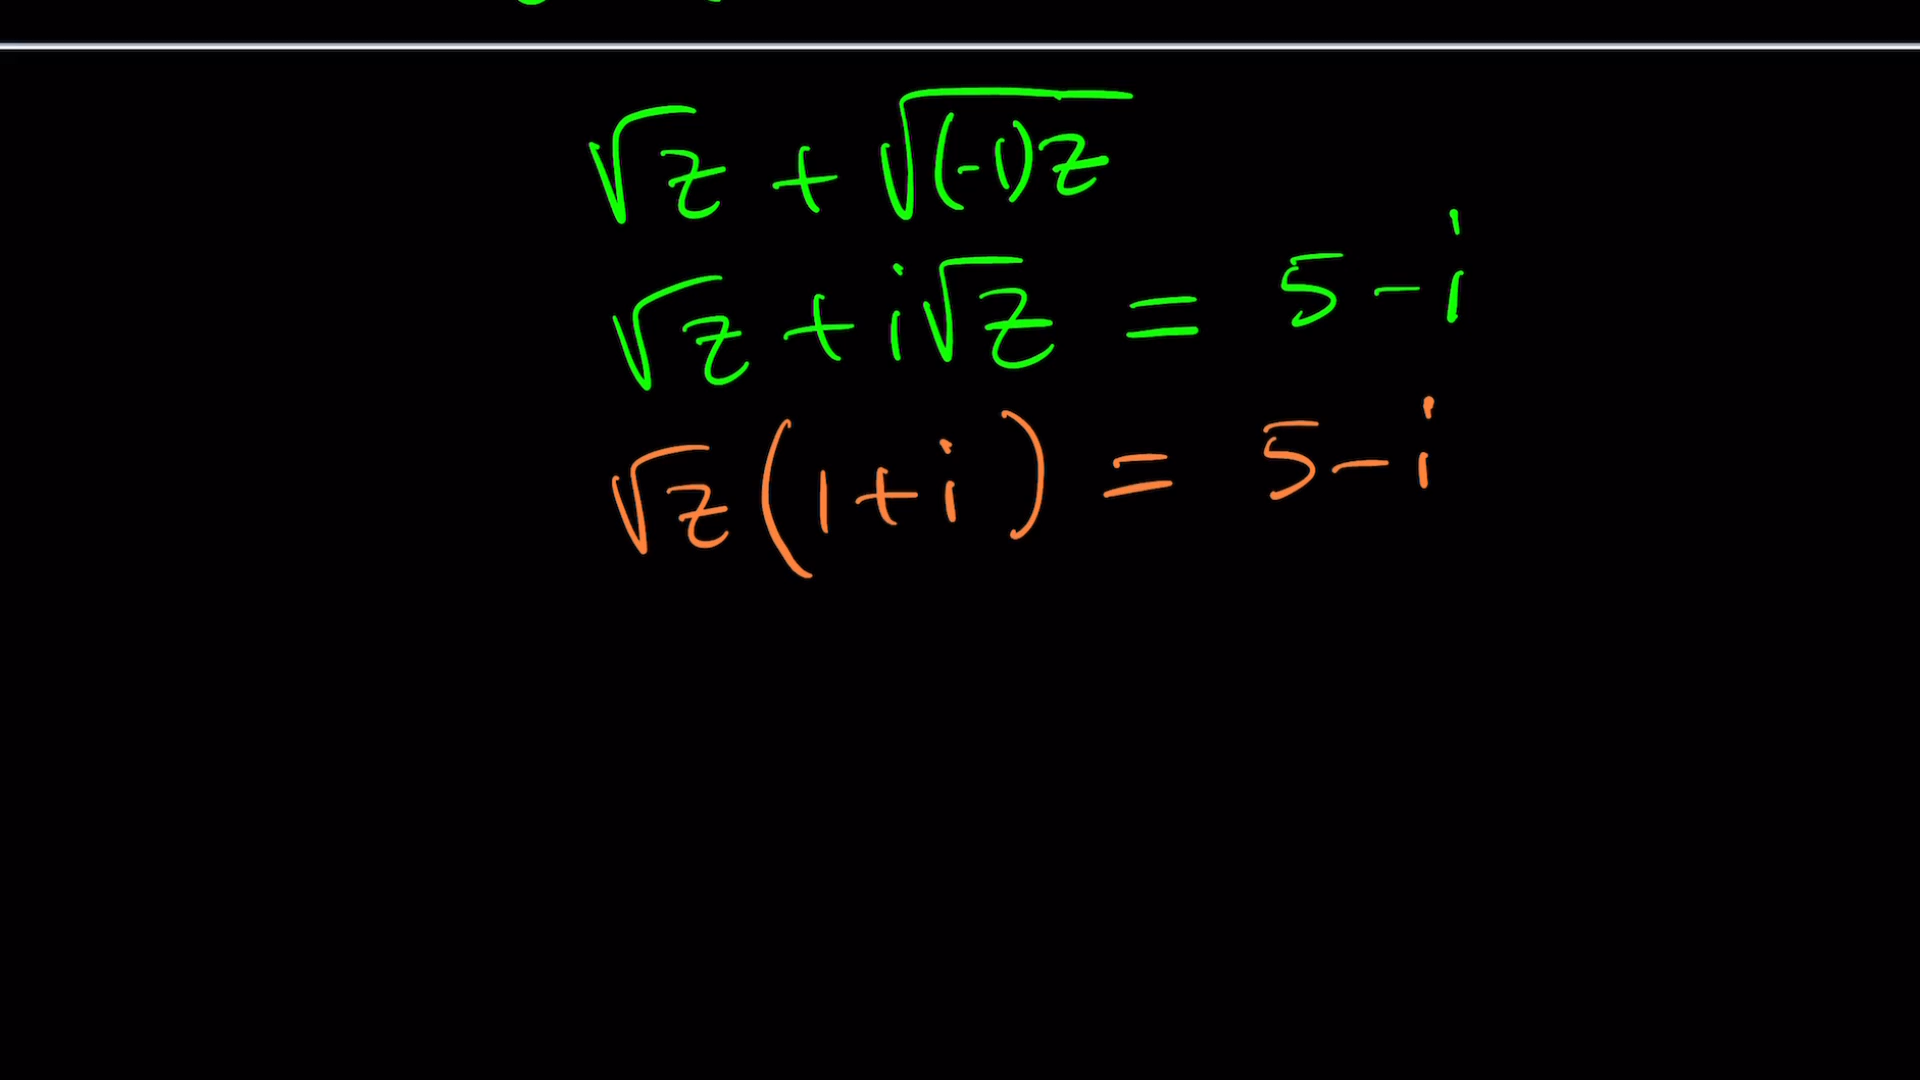 √z + √(-1)z
√z + i√z = 5 - i
√z (1 + i) = 5 - i